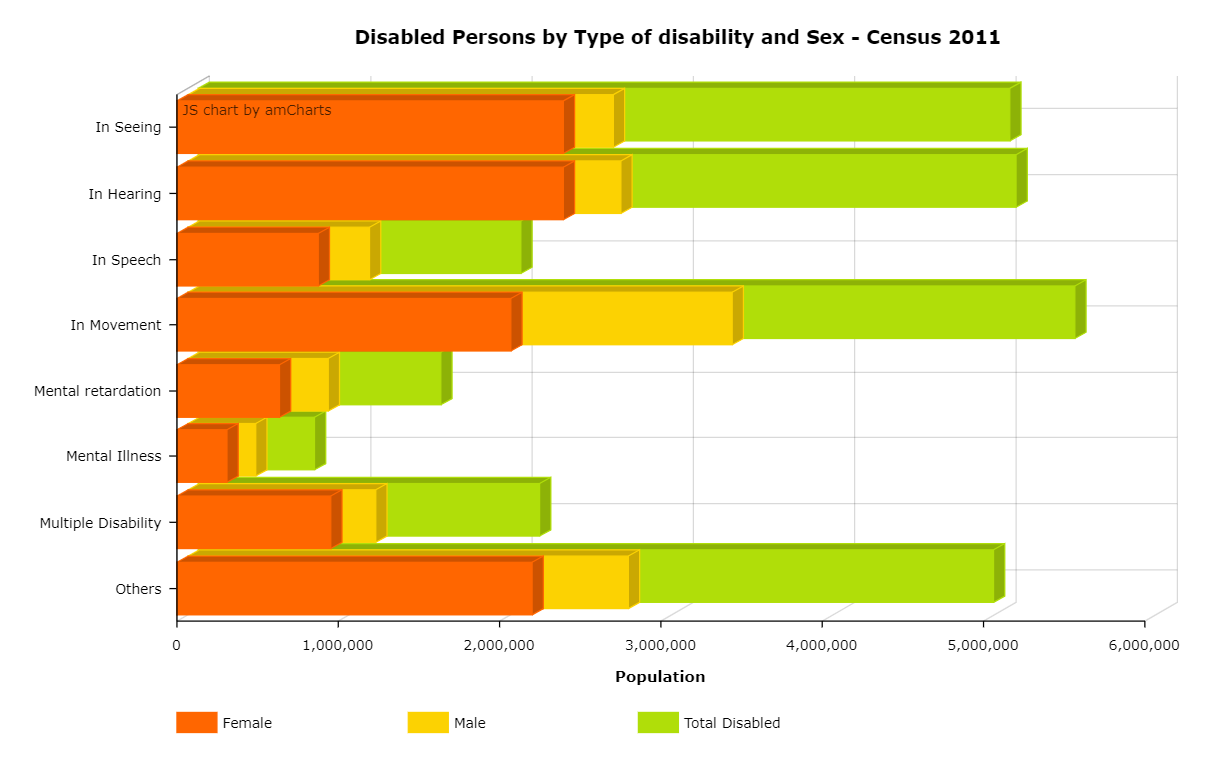 Disabled Persons by Type of disability and Sex - Census 2011
JS chart by amCharts
In Seeing
In Hearing
In Speech
In Movement
Mental retardation
Mental Illness
Multiple Disability
Others
0 1,000,000 2,000,000 3,000,000 4,000,000 5,000,000 6,000,000
Population
Female Male Total Disabled